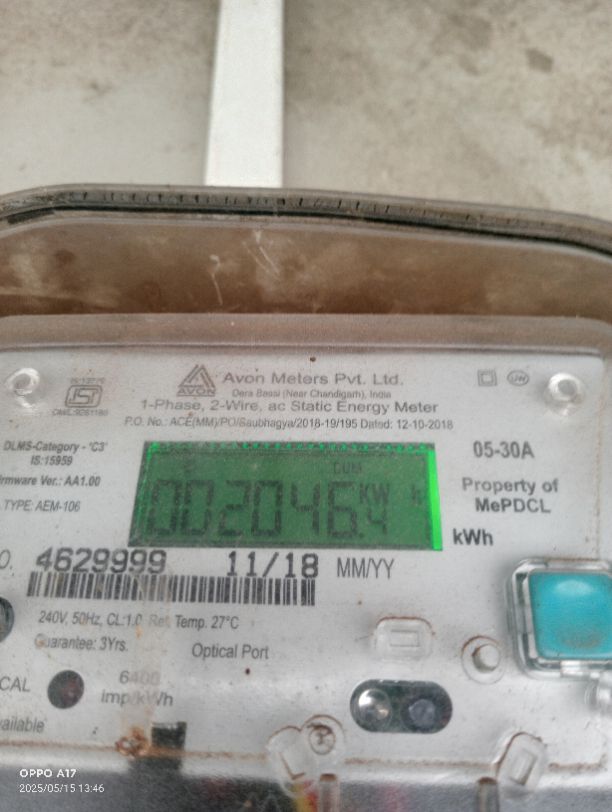 Avon Meters Pvt. Ltd.
AVON
Dera Bassi (Near Chandigarh), India
1-Phase, 2-Wire, ac Static Energy Meter
P.O. No.: ACE(MM)/PO/Saubhagya/2018-19/195 Dated: 12-10-2018
IS:13779
ISI
DLMS-Category - 'C3'
IS:15959
irmware Ver.: AA1.00
TYPE: AEM-106
CUM
002046.4
KW
kWh
05-30A
Property of
MePDCL
O. 4629999 11/18 MM/YY
240V, 50Hz, CL:1.0 Ref. Temp. 27°C
Guarantee: 3Yrs.
Optical Port
CAL
6400
imp/kWh
vailable
OPPO A17
2025/05/15 13:46